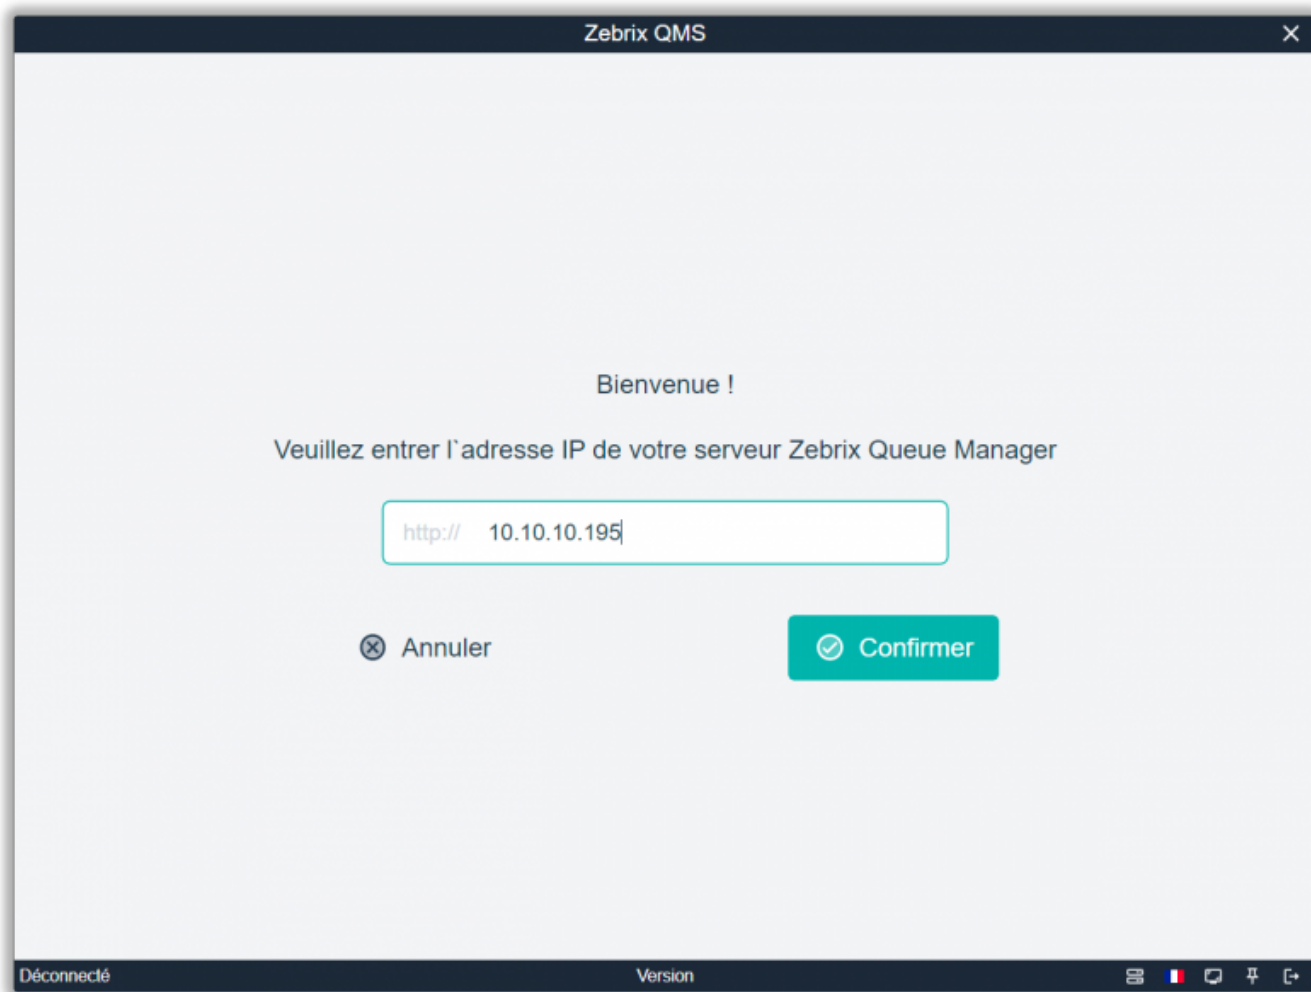 Zebrix QMS
Bienvenue !
Veuillez entrer l`adresse IP de votre serveur Zebrix Queue Manager
http:// 10.10.10.195
Annuler
Confirmer
Déconnecté
Version